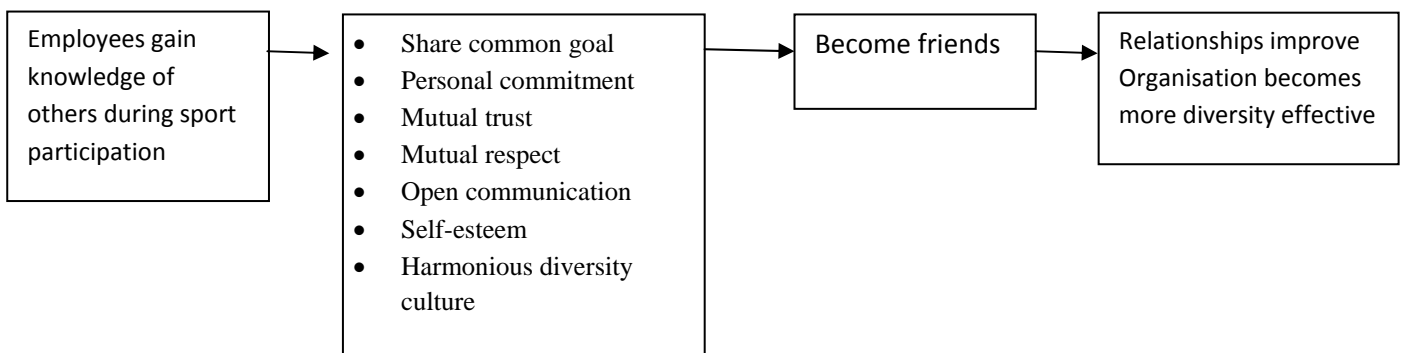 Employees gain
knowledge of
others during sport
participation
• Share common goal
• Personal commitment
• Mutual trust
• Mutual respect
• Open communication
• Self-esteem
• Harmonious diversity
culture
Become friends
Relationships improve
Organisation becomes
more diversity effective